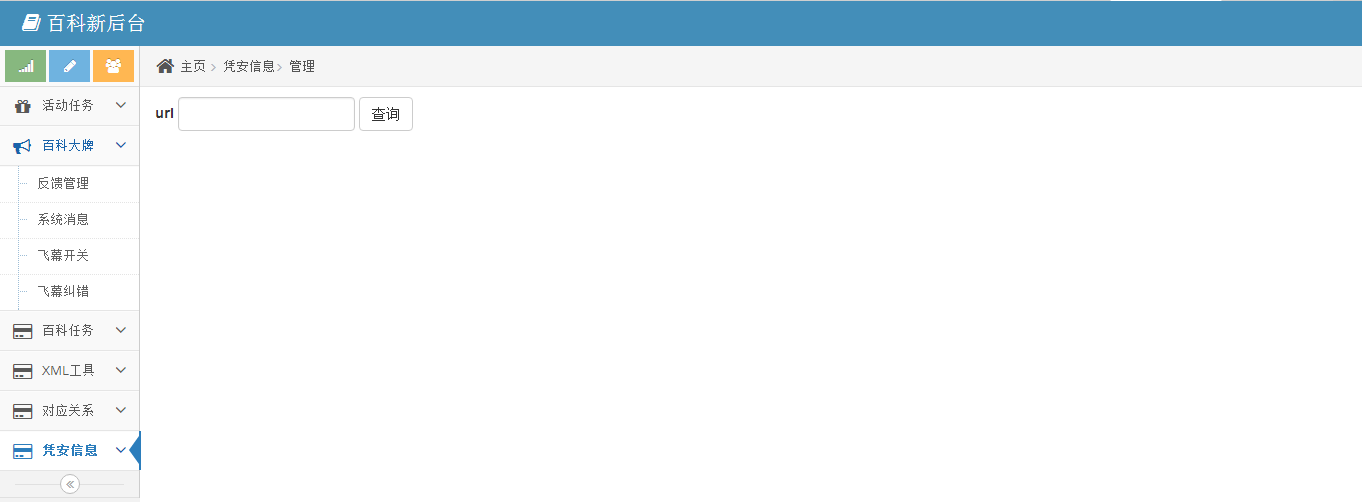 百科新后台
主页 > 凭安信息 > 管理
活动任务
百科大牌
反馈管理
系统消息
飞幕开关
飞幕纠错
百科任务
XML工具
对应关系
凭安信息
url 查询